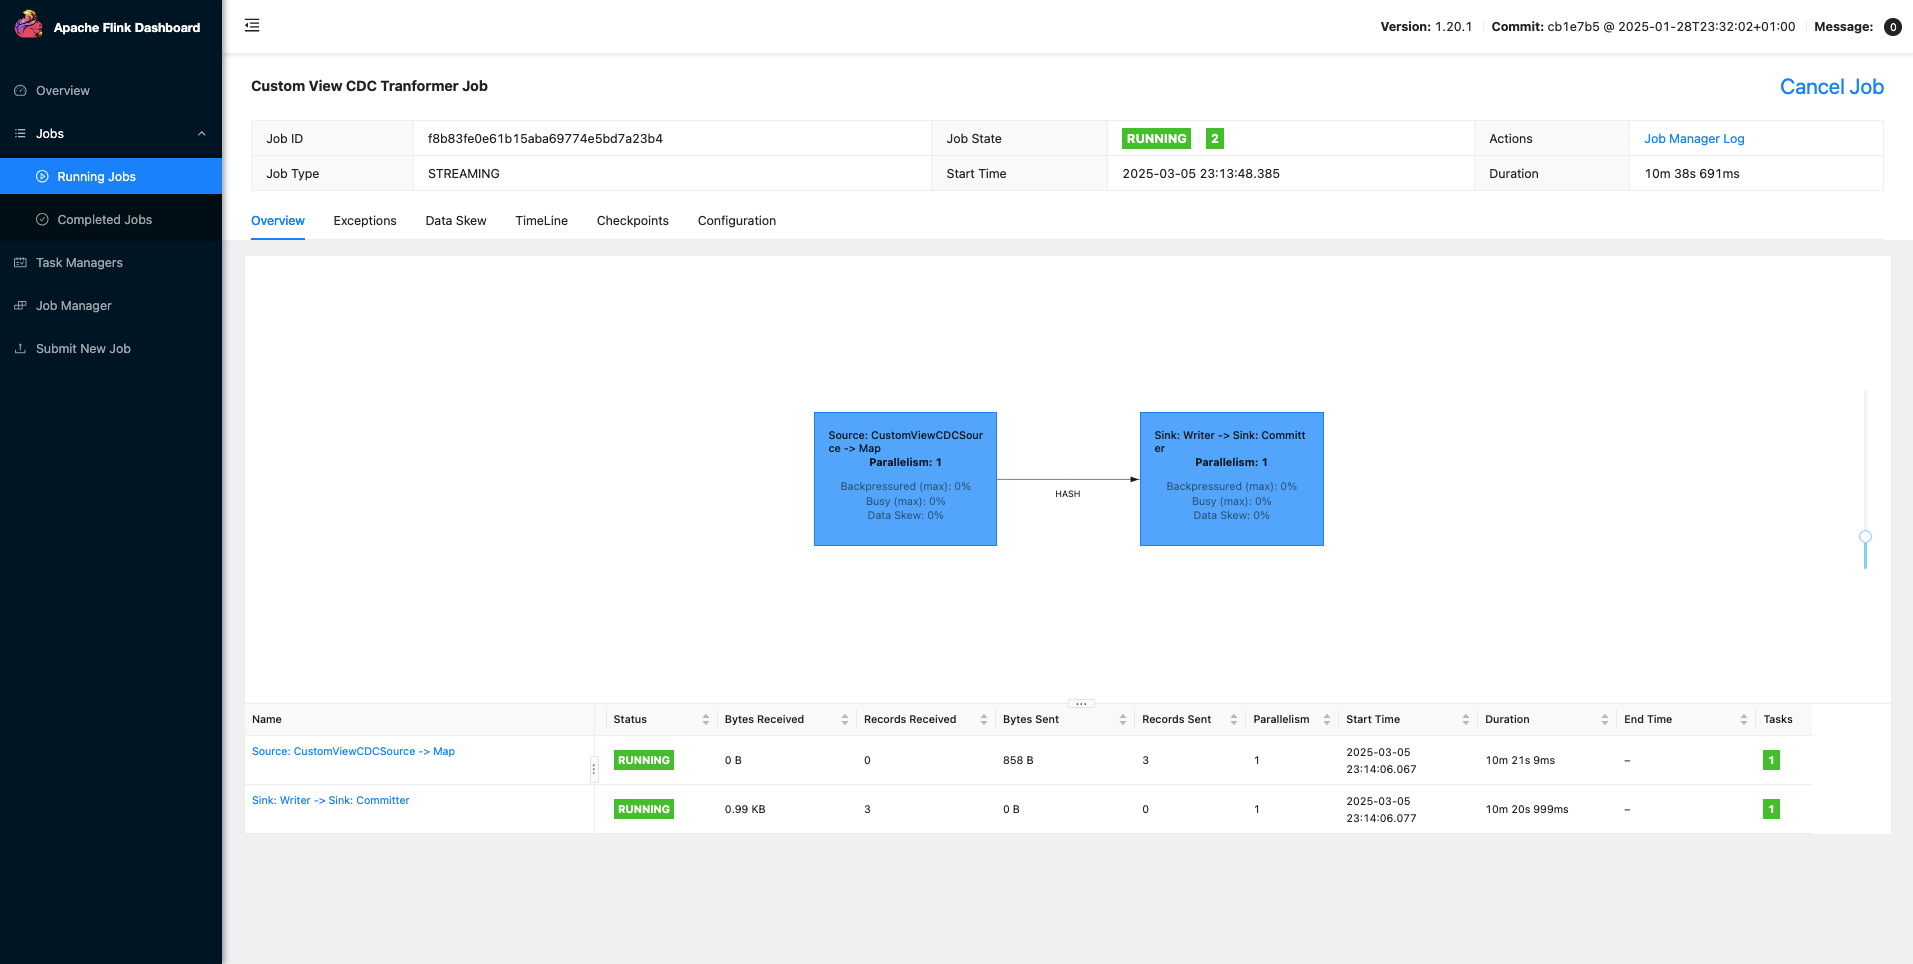 Apache Flink Dashboard
Version: 1.20.1 Commit: cb1e7b5 @ 2025-01-28T23:32:02+01:00 Message: 0
Overview
Jobs
Running Jobs
Completed Jobs
Task Managers
Job Manager
Submit New Job
Custom View CDC Tranformer Job
Cancel Job
Job ID f8b83fe0e61b15aba69774e5bd7a23b4 Job State RUNNING 2 Actions Job Manager Log
Job Type STREAMING Start Time 2025-03-05 23:13:48.385 Duration 10m 38s 691ms
Overview Exceptions Data Skew TimeLine Checkpoints Configuration
Source: CustomViewCDCSour
ce -> Map
Parallelism: 1
Backpressured (max): 0%
Busy (max): 0%
Data Skew: 0%
HASH
Sink: Writer -> Sink: Committ
er
Parallelism: 1
Backpressured (max): 0%
Busy (max): 0%
Data Skew: 0%
Name Status Bytes Received Records Received Bytes Sent Records Sent Parallelism Start Time Duration End Time Tasks
Source: CustomViewCDCSource -> Map RUNNING 0 B 0 858 B 3 1 2025-03-05 23:14:06.067 10m 21s 9ms – 1
Sink: Writer -> Sink: Committer RUNNING 0.99 KB 3 0 B 0 1 2025-03-05 23:14:06.077 10m 20s 999ms – 1